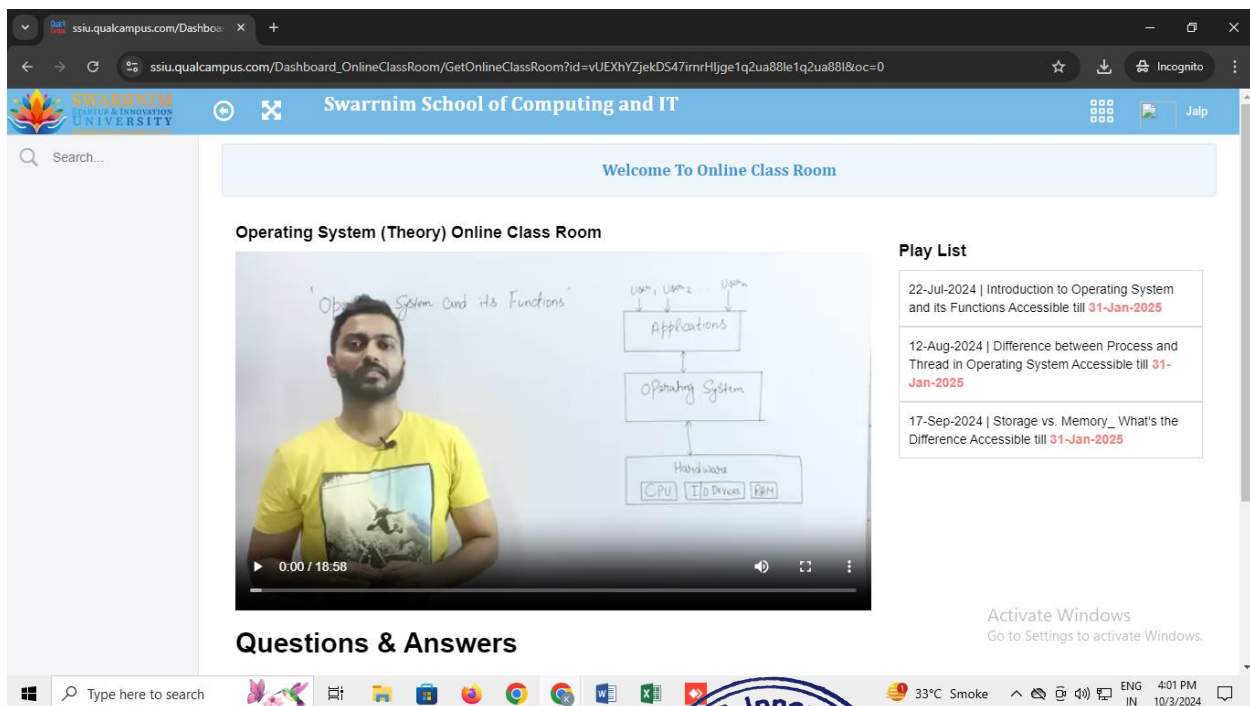 ssiu.qualcampus.com/Dashboa
ssiu.qualcampus.com/Dashboard_OnlineClassRoom/GetOnlineClassRoom?id=vUEXhYZjekDS47irnrHIjge1q2ua88le1q2ua88l&toc=0
Incognito
SWARRNIM
STARTUP & INNOVATION
UNIVERSITY
Swarrnim School of Computing and IT
Jalp
Search...
Welcome To Online Class Room
Operating System (Theory) Online Class Room
Operating System and its Functions
User, User2 .. Usern
Applications
Operating System
Hardware
CPU I/O Devices RAM
0:00 / 18:58
Play List
22-Jul-2024 | Introduction to Operating System
and its Functions Accessible till 31-Jan-2025
12-Aug-2024 | Difference between Process and
Thread in Operating System Accessible till 31-
Jan-2025
17-Sep-2024 | Storage vs. Memory_ What's the
Difference Accessible till 31-Jan-2025
Questions & Answers
Activate Windows
Go to Settings to activate Windows.
Type here to search
33°C Smoke
ENG
IN
4:01 PM
10/3/2024